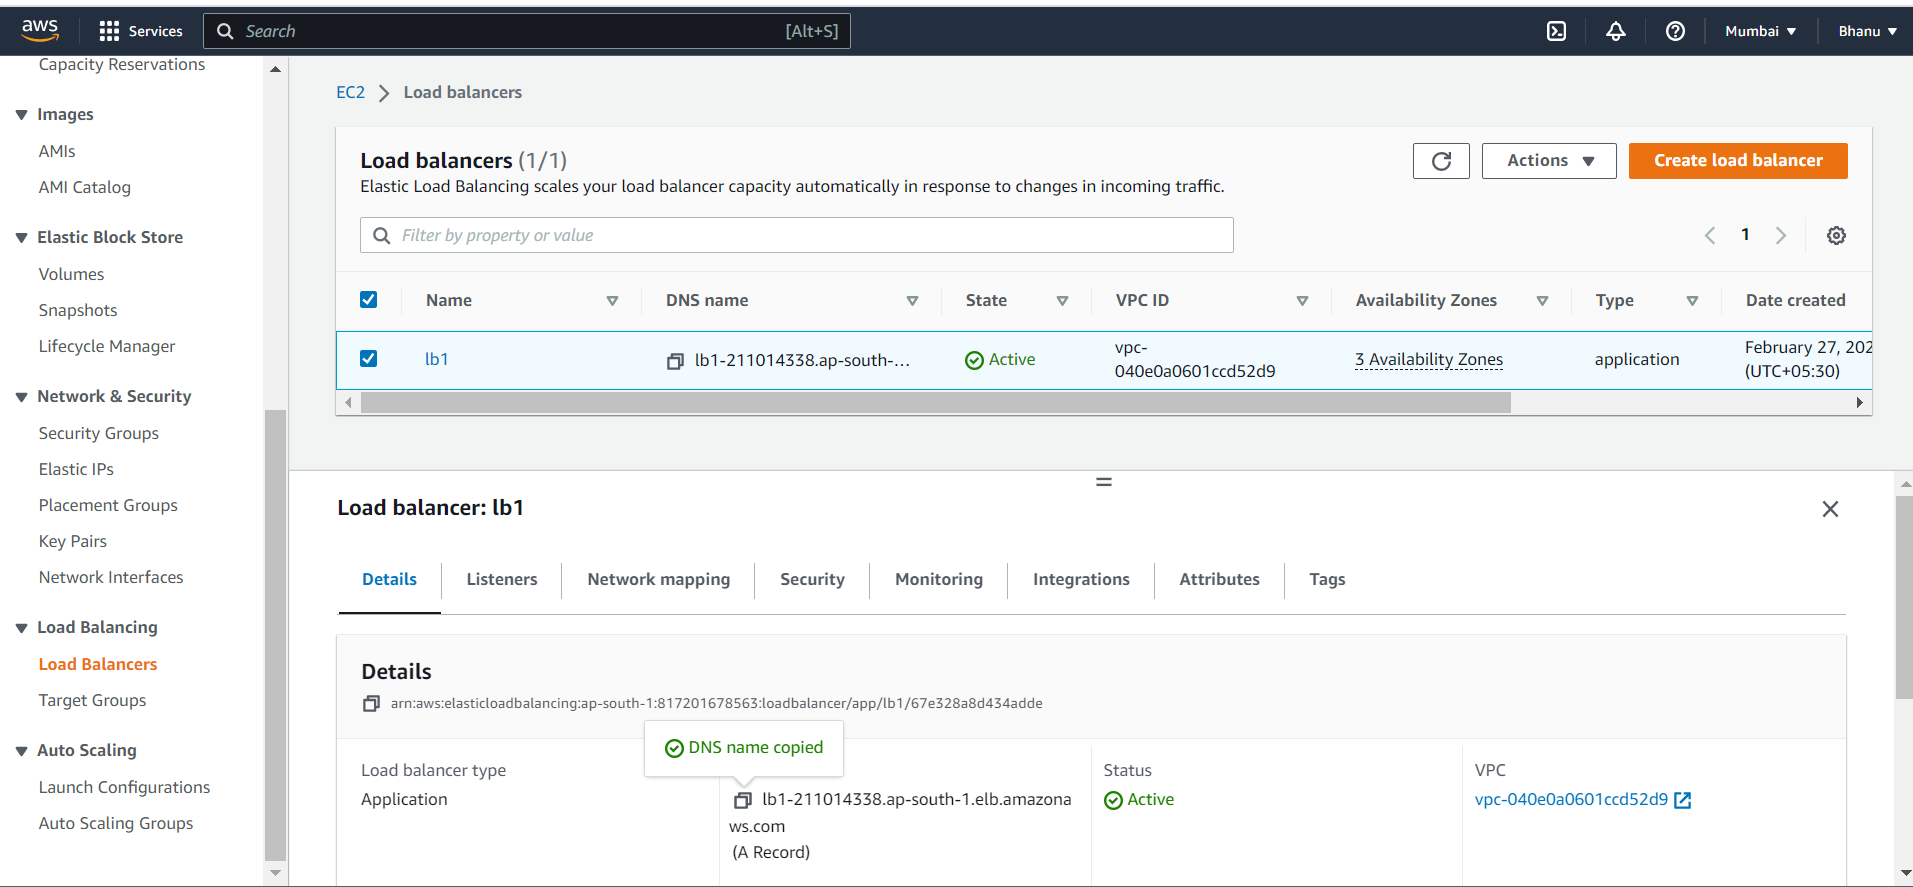 aws
Services
Search
[Alt+S]
Mumbai
Bhanu
Capacity Reservations
Images
AMIs
AMI Catalog
Elastic Block Store
Volumes
Snapshots
Lifecycle Manager
Network & Security
Security Groups
Elastic IPs
Placement Groups
Key Pairs
Network Interfaces
Load Balancing
Load Balancers
Target Groups
Auto Scaling
Launch Configurations
Auto Scaling Groups
EC2 > Load balancers
Load balancers (1/1)
Elastic Load Balancing scales your load balancer capacity automatically in response to changes in incoming traffic.
Actions
Create load balancer
Filter by property or value
1
Name DNS name State VPC ID Availability Zones Type Date created
lb1 lb1-211014338.ap-south-... Active vpc-040e0a0601ccd52d9 3 Availability Zones application February 27, 202 (UTC+05:30)
Load balancer: lb1
Details Listeners Network mapping Security Monitoring Integrations Attributes Tags
Details
arn:aws:elasticloadbalancing:ap-south-1:817201678563:loadbalancer/app/lb1/67e328a8d434adde
DNS name copied
Load balancer type
Application
lb1-211014338.ap-south-1.elb.amazona
ws.com
(A Record)
Status
Active
VPC
vpc-040e0a0601ccd52d9